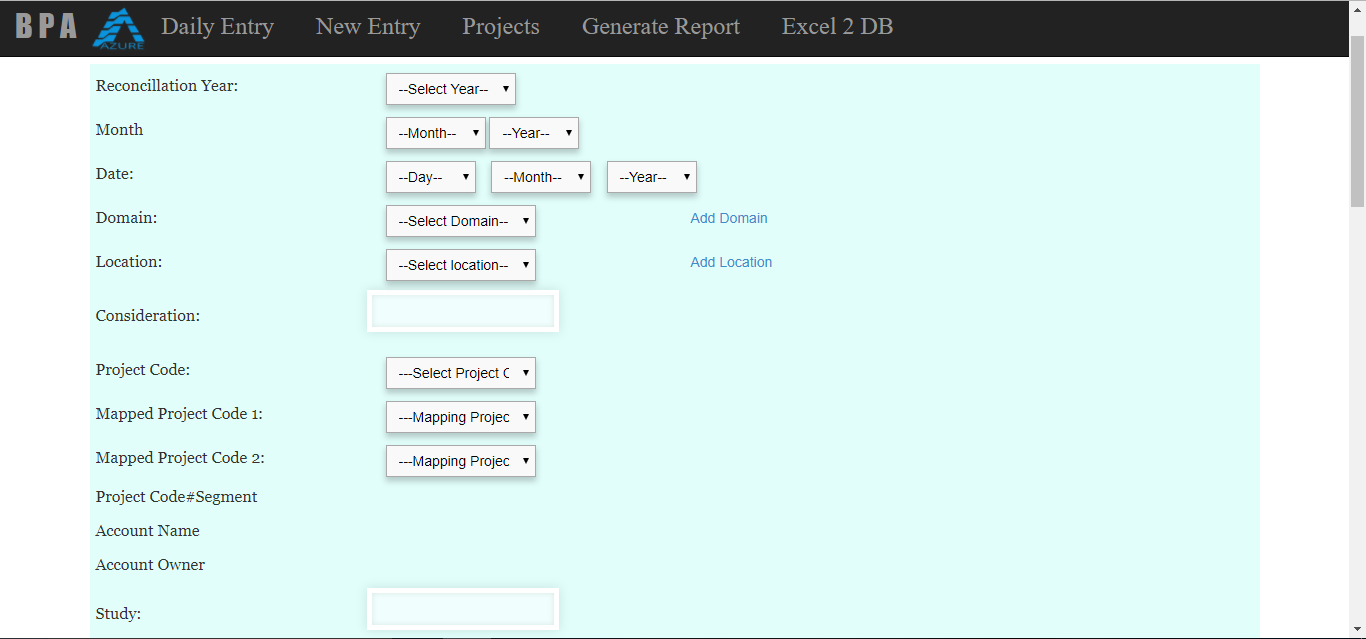 BPA AZURE Daily Entry New Entry Projects Generate Report Excel 2 DB
Reconcillation Year: --Select Year--
Month --Month-- --Year--
Date: --Day-- --Month-- --Year--
Domain: --Select Domain-- Add Domain
Location: --Select location-- Add Location
Consideration:
Project Code: ---Select Project C
Mapped Project Code 1: ---Mapping Projec
Mapped Project Code 2: ---Mapping Projec
Project Code#Segment
Account Name
Account Owner
Study: